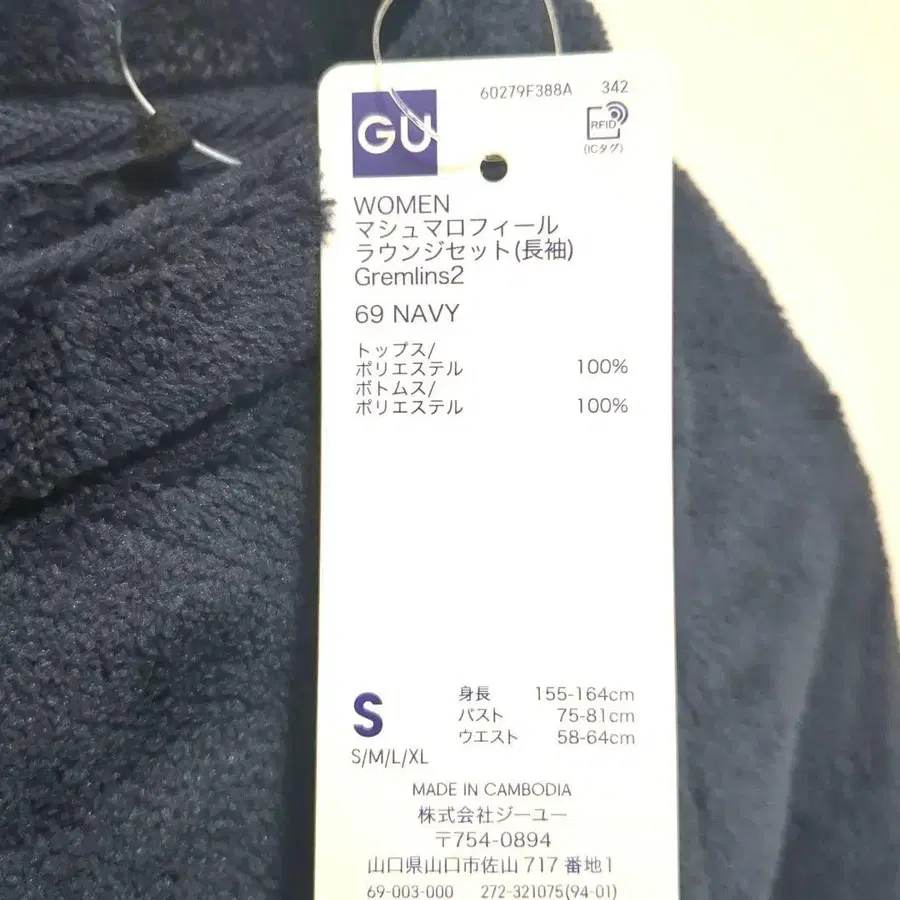 60279F388A 342
GU
RFID
(ICタグ)
WOMEN
マシュマロフィール
ラウンジセット(長袖)
Gremlins2
69 NAVY
トップス/
ポリエステル 100%
ボトムス/
ポリエステル 100%
S
S/M/L/XL
身長 155-164cm
バスト 75-81cm
ウエスト 58-64cm
MADE IN CAMBODIA
株式会社ジーユー
〒754-0894
山口県山口市佐山 717 番地1
69-003-000 272-321075(94-01)